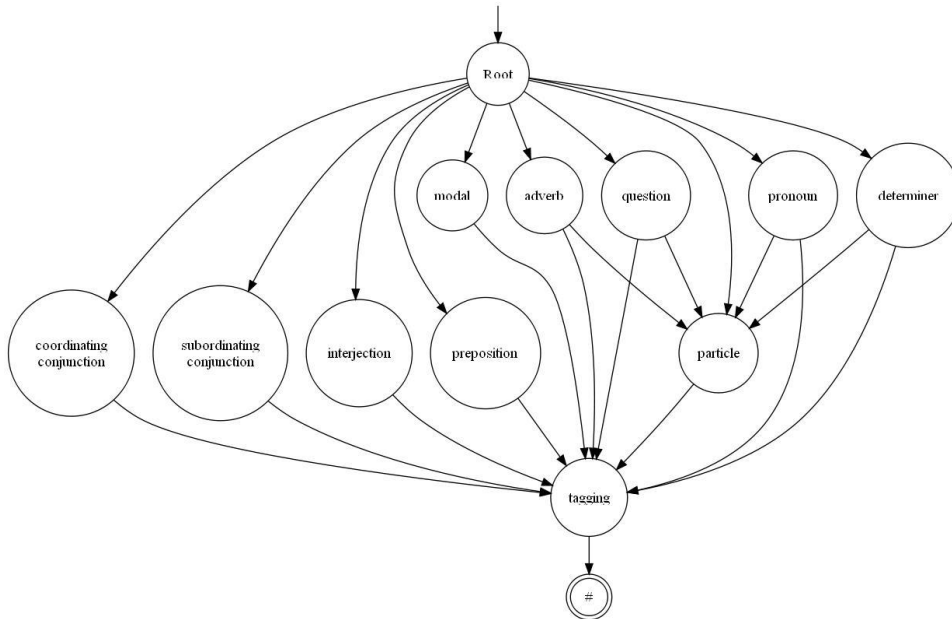 Root
modal
adverb
question
pronoun
determiner
coordinating
conjunction
subordinating
conjunction
interjection
preposition
particle
tagging
#